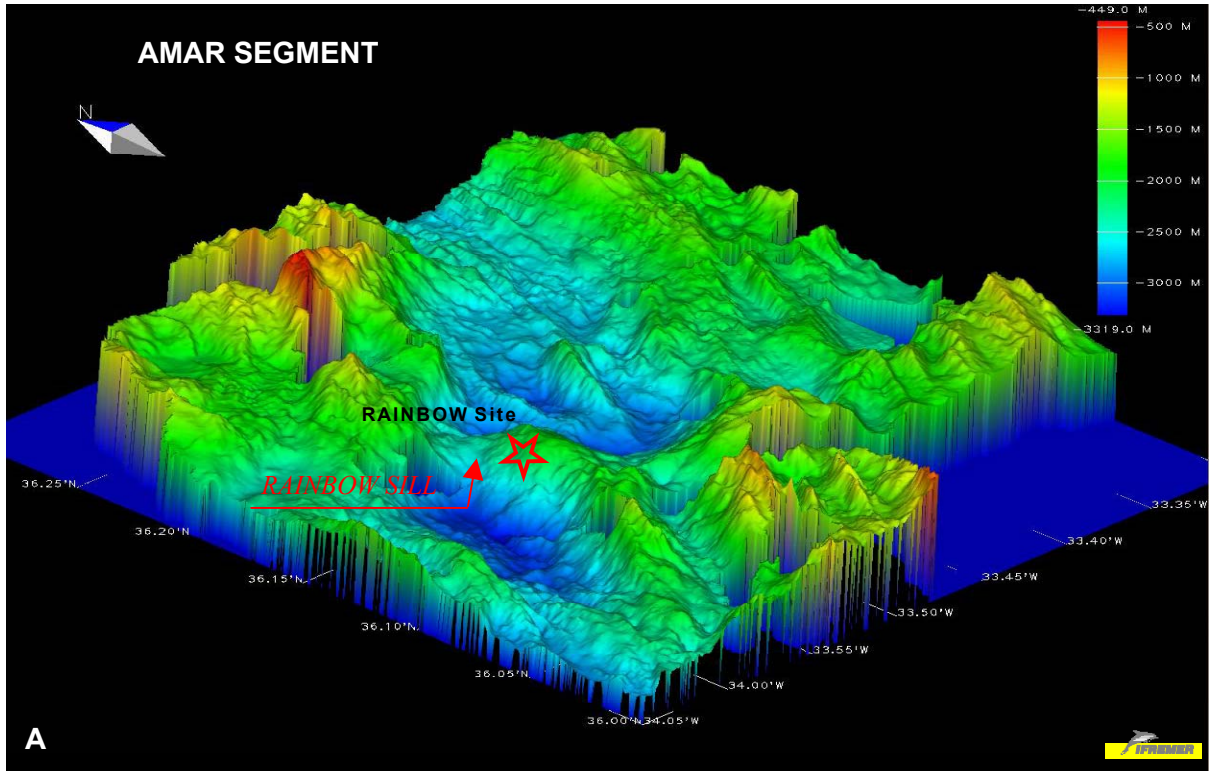 AMAR SEGMENT
N
-449.0 M
-500 M
-1000 M
-1500 M
-2000 M
-2500 M
-3000 M
-3319.0 M
RAINBOW Site
RAINBOW SILL
36.25'N
36.20'N
36.15'N
36.10'N
36.05'N
36.00'N
34.05'W
34.00'W
33.55'W
33.50'W
33.45'W
33.40'W
33.35'W
A
IFREMER